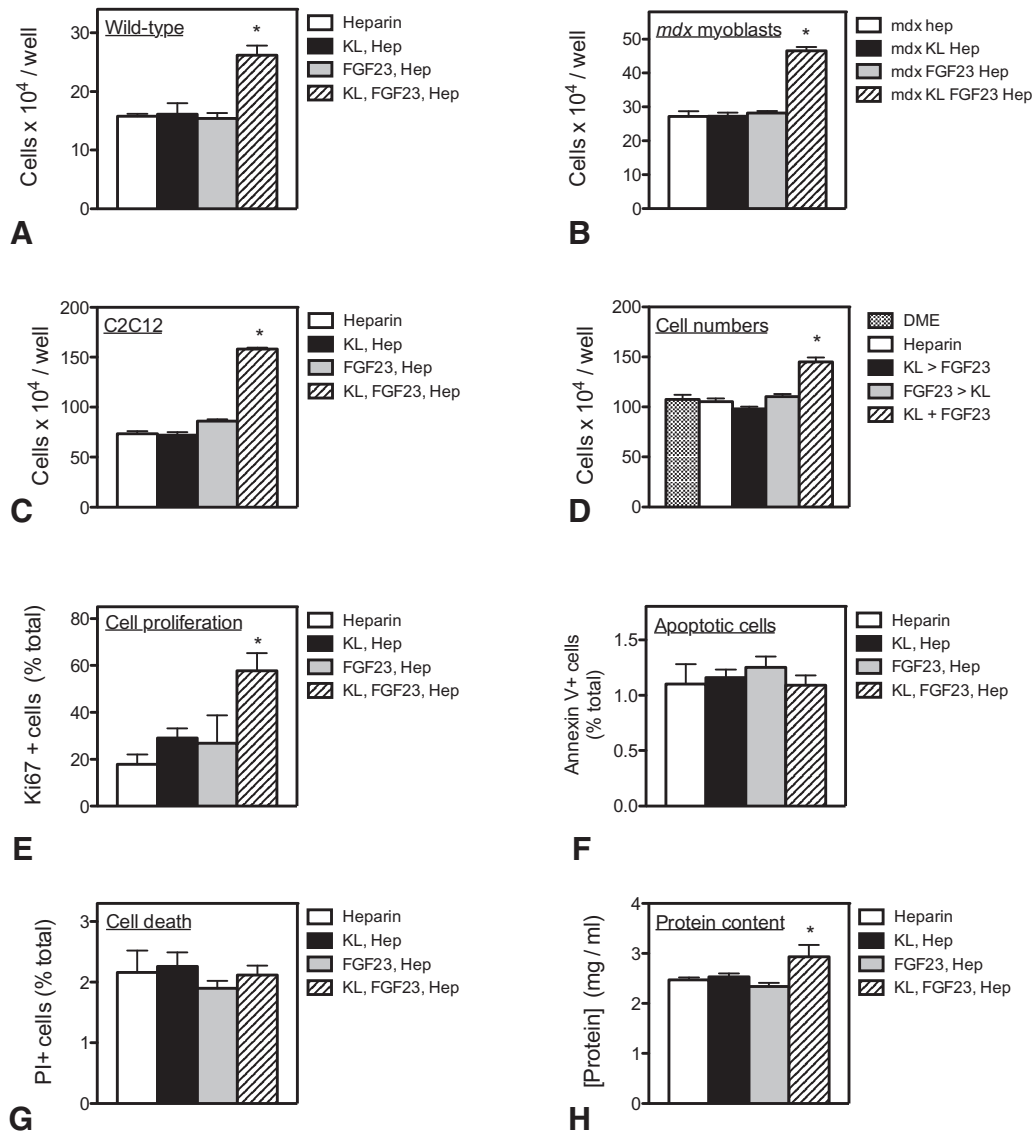 Wild-type
Cells x 10⁴ / well
30
20
10
0
Heparin
KL, Hep
FGF23, Hep
KL, FGF23, Hep
*
A
mdx myoblasts
Cells x 10⁴ / well
50
40
30
20
10
0
mdx hep
mdx KL Hep
mdx FGF23 Hep
mdx KL FGF23 Hep
*
B
C2C12
Cells x 10⁴ / well
200
150
100
50
0
Heparin
KL, Hep
FGF23, Hep
KL, FGF23, Hep
*
C
Cell numbers
Cells x 10⁴ / well
200
150
100
50
0
DME
Heparin
KL > FGF23
FGF23 > KL
KL + FGF23
*
D
Cell proliferation
Ki67 + cells (% total)
80
60
40
20
0
Heparin
KL, Hep
FGF23, Hep
KL, FGF23, Hep
*
E
Apoptotic cells
Annexin V+ cells
(% total)
1.5
1.0
0.5
0.0
Heparin
KL, Hep
FGF23, Hep
KL, FGF23, Hep
F
Cell death
PI+ cells (% total)
3
2
1
0
Heparin
KL, Hep
FGF23, Hep
KL, FGF23, Hep
G
Protein content
[Protein] (mg / ml)
4
3
2
1
0
Heparin
KL, Hep
FGF23, Hep
KL, FGF23, Hep
*
H